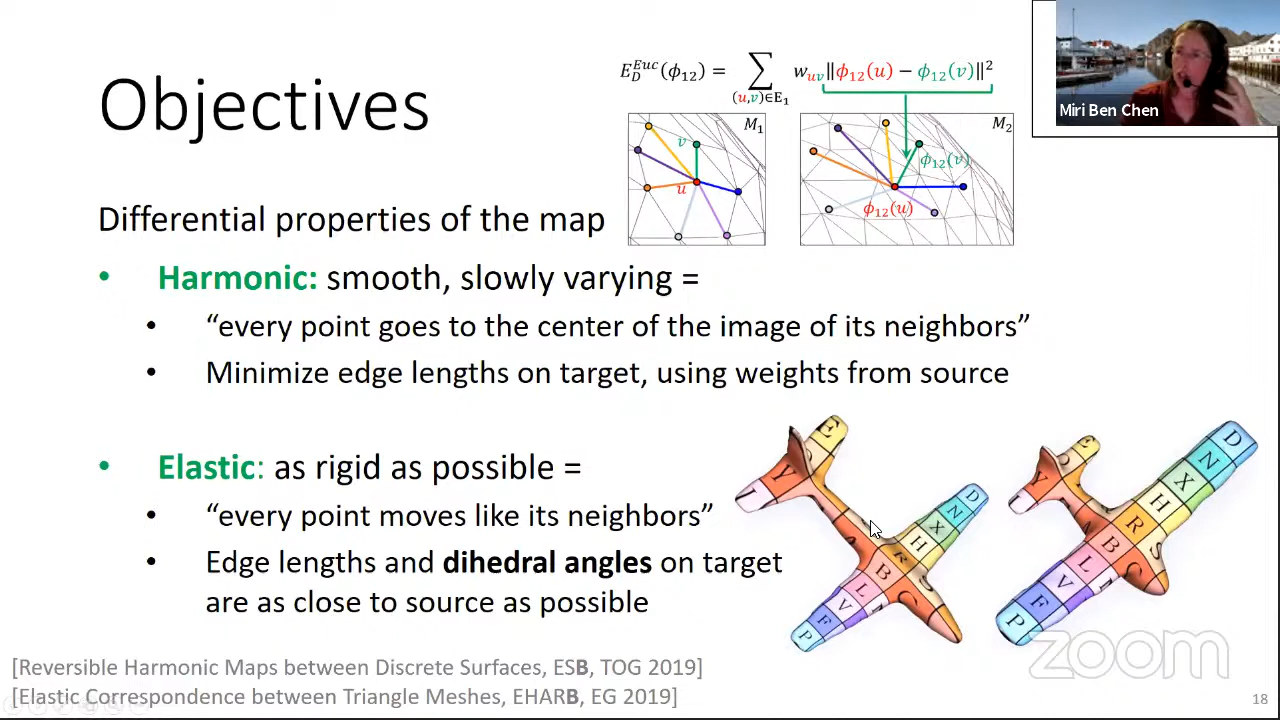 Objectives
E_D^{Euc}(ϕ₁₂) = ∑_{(u,v)∈E₁} w_{uv}‖ϕ₁₂(u) − ϕ₁₂(v)‖²
Miri Ben Chen
M₁
v
u
M₂
ϕ₁₂(v)
ϕ₁₂(u)
Differential properties of the map
• Harmonic: smooth, slowly varying =
• “every point goes to the center of the image of its neighbors”
• Minimize edge lengths on target, using weights from source
• Elastic: as rigid as possible =
• “every point moves like its neighbors”
• Edge lengths and dihedral angles on target
are as close to source as possible
E
Y
D
N
X
H
R
B
C
L
V
F
P
E
Y
D
N
X
H
R
S
B
C
L
V
F
P
zoom
[Reversible Harmonic Maps between Discrete Surfaces, ESB, TOG 2019]
[Elastic Correspondence between Triangle Meshes, EHARB, EG 2019]
18